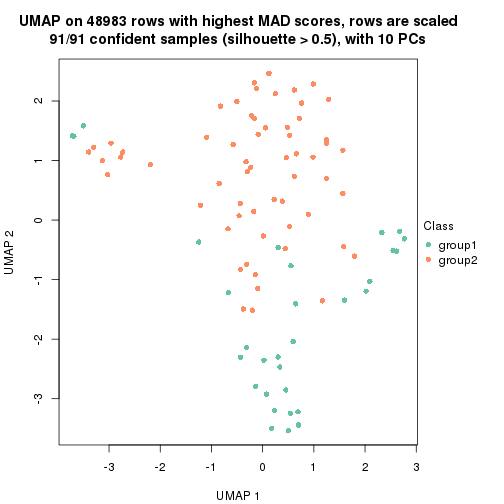 UMAP on 48983 rows with highest MAD scores, rows are scaled
91/91 confident samples (silhouette > 0.5), with 10 PCs
2
1
0
-1
-2
-3
UMAP 2
-3 -2 -1 0 1 2 3
UMAP 1
Class
group1
group2